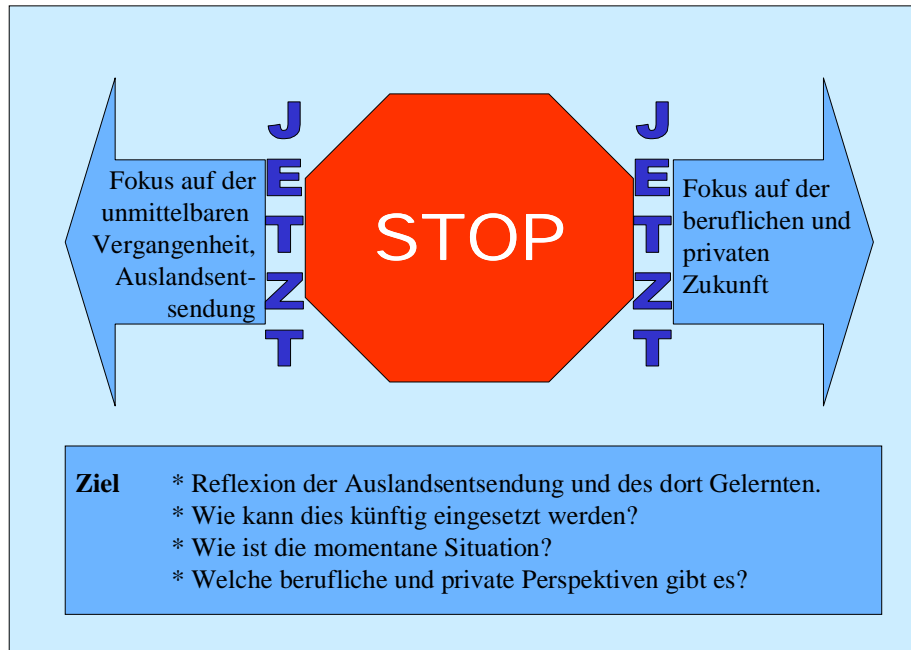 Fokus auf der
unmittelbaren
Vergangenheit,
Auslandsent-
sendung
JETZT
STOP
JETZT
Fokus auf der
beruflichen und
privaten
Zukunft
Ziel * Reflexion der Auslandsentsendung und des dort Gelernten.
* Wie kann dies künftig eingesetzt werden?
* Wie ist die momentane Situation?
* Welche berufliche und private Perspektiven gibt es?